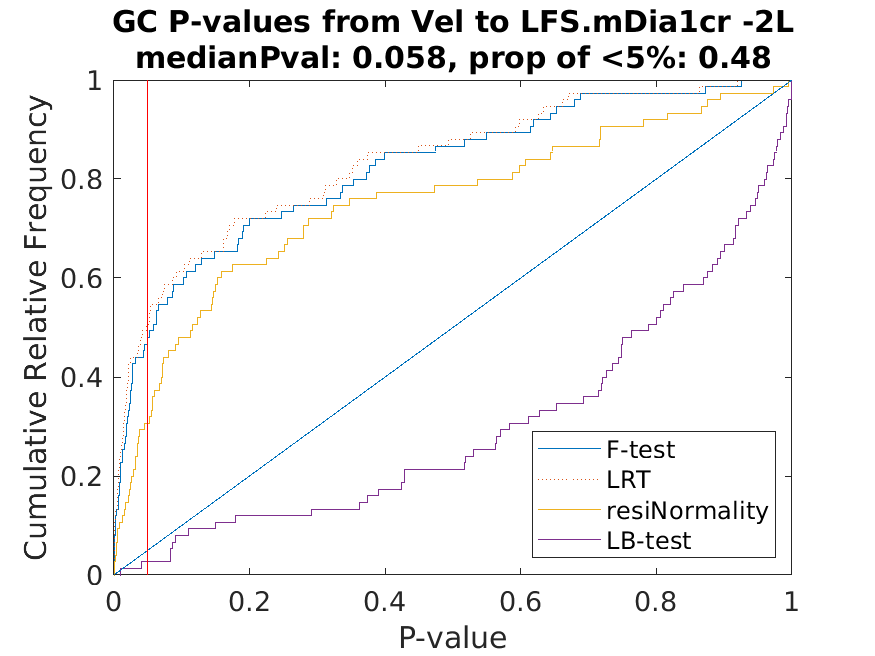 GC P-values from Vel to LFS.mDia1cr -2L
medianPval: 0.058, prop of <5%: 0.48
Cumulative Relative Frequency
1
0.8
0.6
0.4
0.2
0
0 0.2 0.4 0.6 0.8 1
P-value
F-test
LRT
resiNormality
LB-test